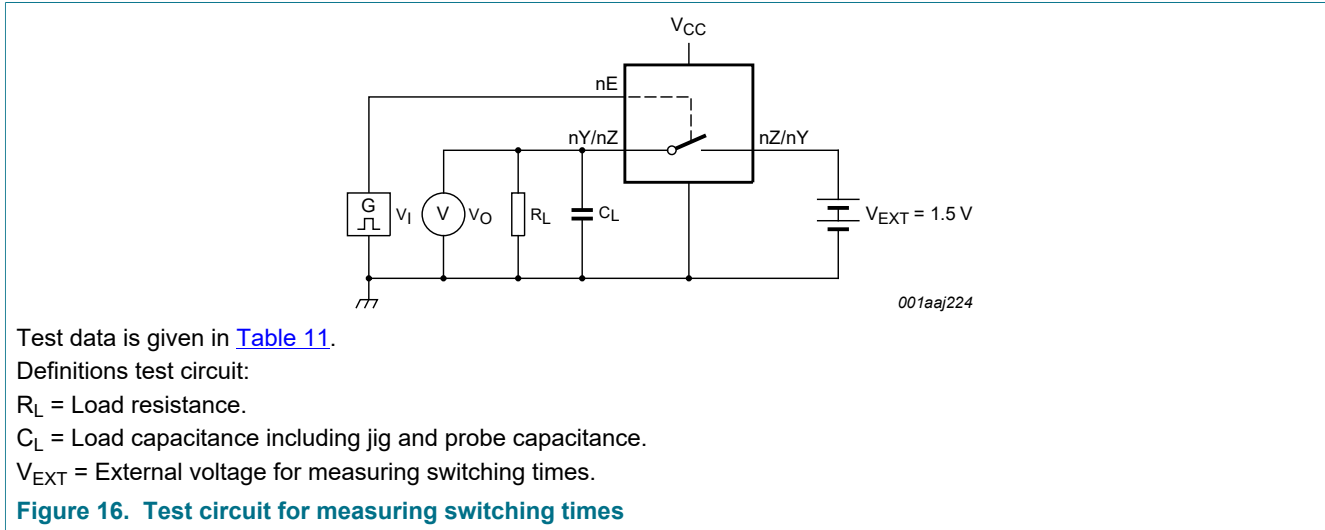 VCC
nE
nY/nZ
nZ/nY
G
VI
V
VO
RL
CL
VEXT = 1.5 V
001aaj224
Test data is given in Table 11.
Definitions test circuit:
RL = Load resistance.
CL = Load capacitance including jig and probe capacitance.
VEXT = External voltage for measuring switching times.
Figure 16. Test circuit for measuring switching times